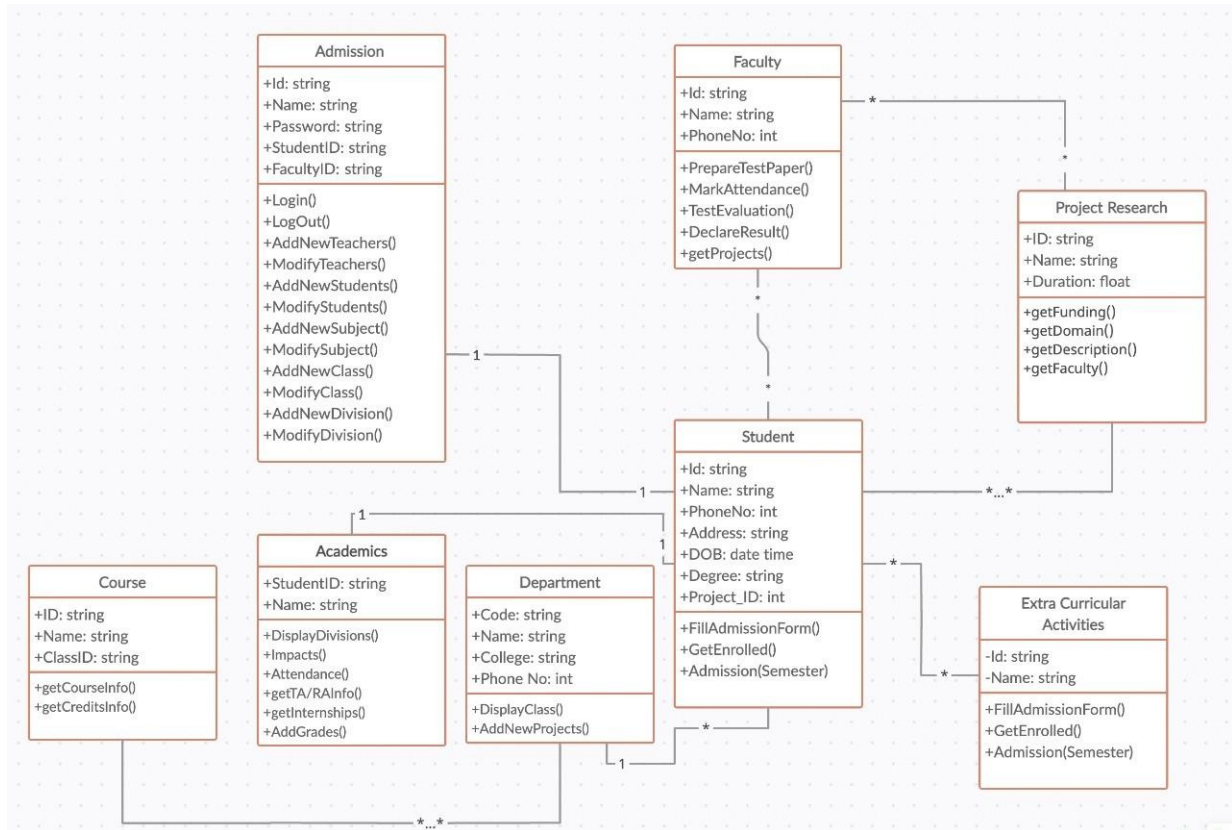 Admission
+Id: string
+Name: string
+Password: string
+StudentID: string
+FacultyID: string
+Login()
+LogOut()
+AddNewTeachers()
+ModifyTeachers()
+AddNewStudents()
+ModifyStudents()
+AddNewSubject()
+ModifySubject()
+AddNewClass()
+ModifyClass()
+AddNewDivision()
+ModifyDivision()
Faculty
+Id: string
+Name: string
+PhoneNo: int
+PrepareTestPaper()
+MarkAttendance()
+TestEvaluation()
+DeclareResult()
+getProjects()
*
*
Project Research
+ID: string
+Name: string
+Duration: float
+getFunding()
+getDomain()
+getDescription()
+getFaculty()
*
*
1
1
*...*
Student
+Id: string
+Name: string
+PhoneNo: int
+Address: string
+DOB: date time
+Degree: string
+Project_ID: int
+FillAdmissionForm()
+GetEnrolled()
+Admission(Semester)
1
1
Course
+ID: string
+Name: string
+ClassID: string
+getCourseInfo()
+getCreditsInfo()
Academics
+StudentID: string
+Name: string
+DisplayDivisions()
+Impacts()
+Attendance()
+getTA/RAInfo()
+getInternships()
+AddGrades()
Department
+Code: string
+Name: string
+College: string
+Phone No: int
+DisplayClass()
+AddNewProjects()
*
*
Extra Curricular
Activities
-Id: string
-Name: string
+FillAdmissionForm()
+GetEnrolled()
+Admission(Semester)
*
1
*...*